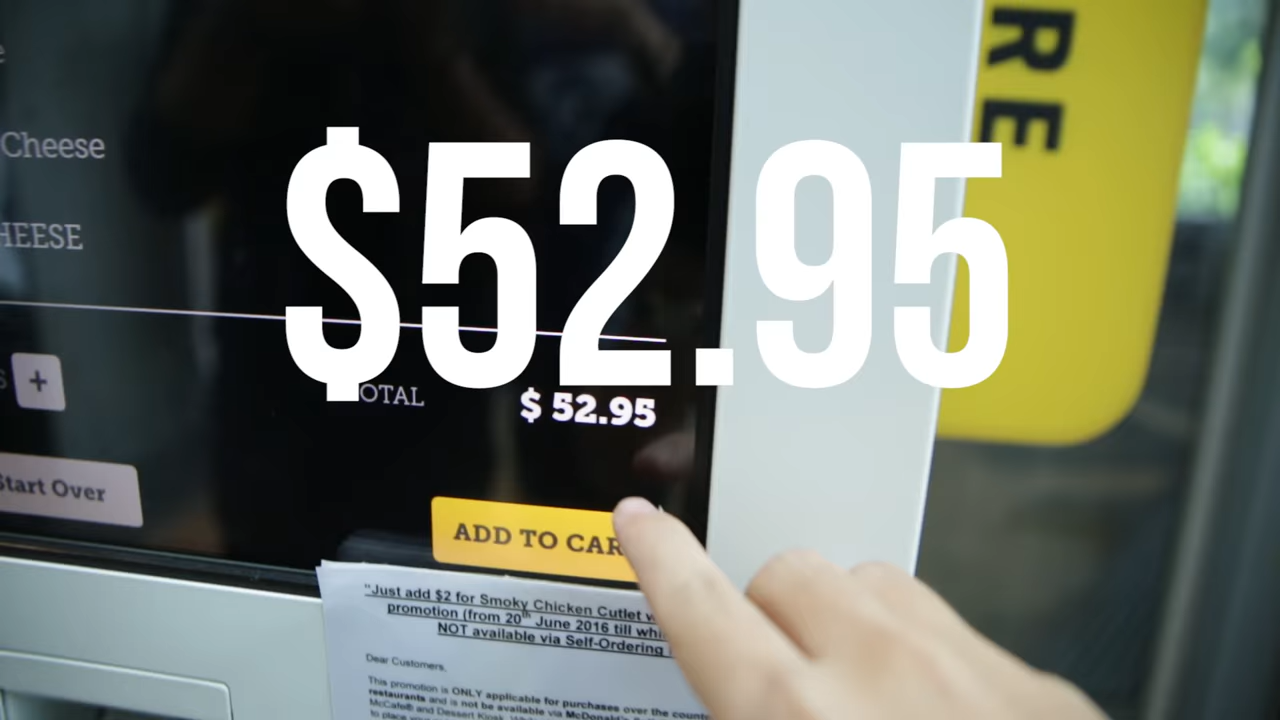 RE
Cheese
$52.95
HEESE
OTAL
$ 52.95
+
Start Over
ADD TO CAR
"Just add $2 for Smoky Chicken Cutlet
promotion (from 20th June 2016 till
NOT available via Self-Ordering
Dear Customers,
This promotion is ONLY applicable for purchases over the
restaurants and is not be available via McDonald's
McCafé® and Dessert Kiosk.